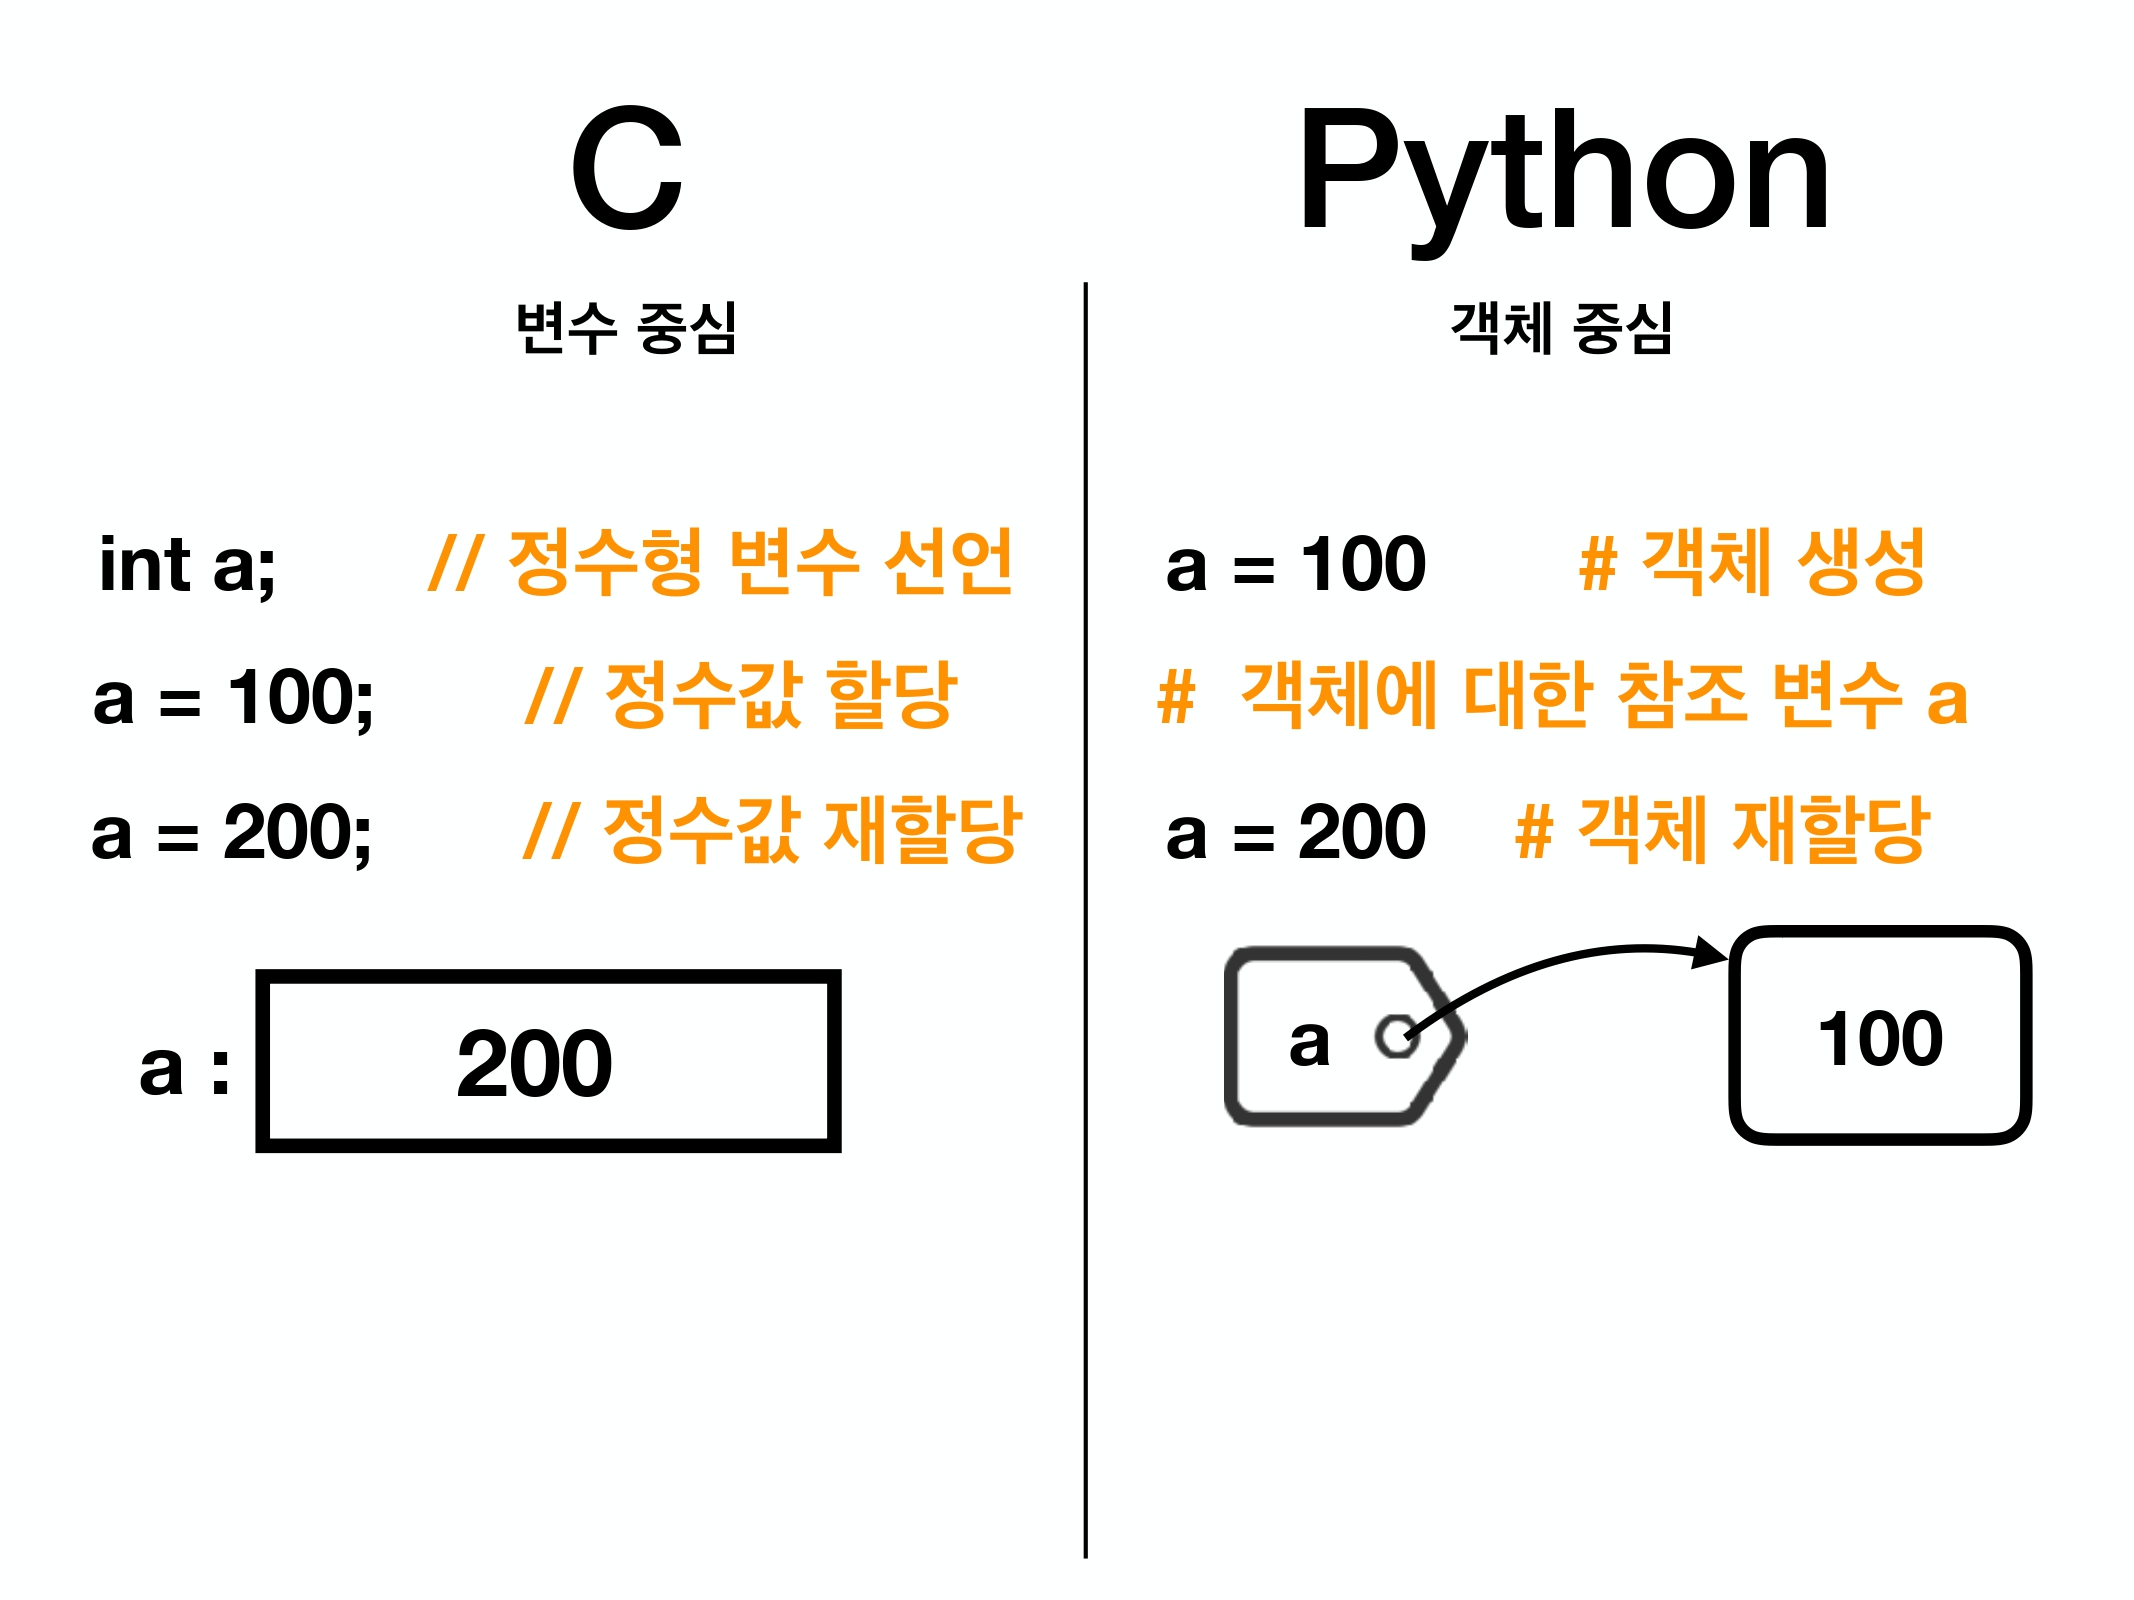 C
변수 중심
int a; // 정수형 변수 선언
a = 100; // 정수값 할당
a = 200; // 정수값 재할당
a : 200
Python
객체 중심
a = 100 # 객체 생성
# 객체에 대한 참조 변수 a
a = 200 # 객체 재할당
a 100